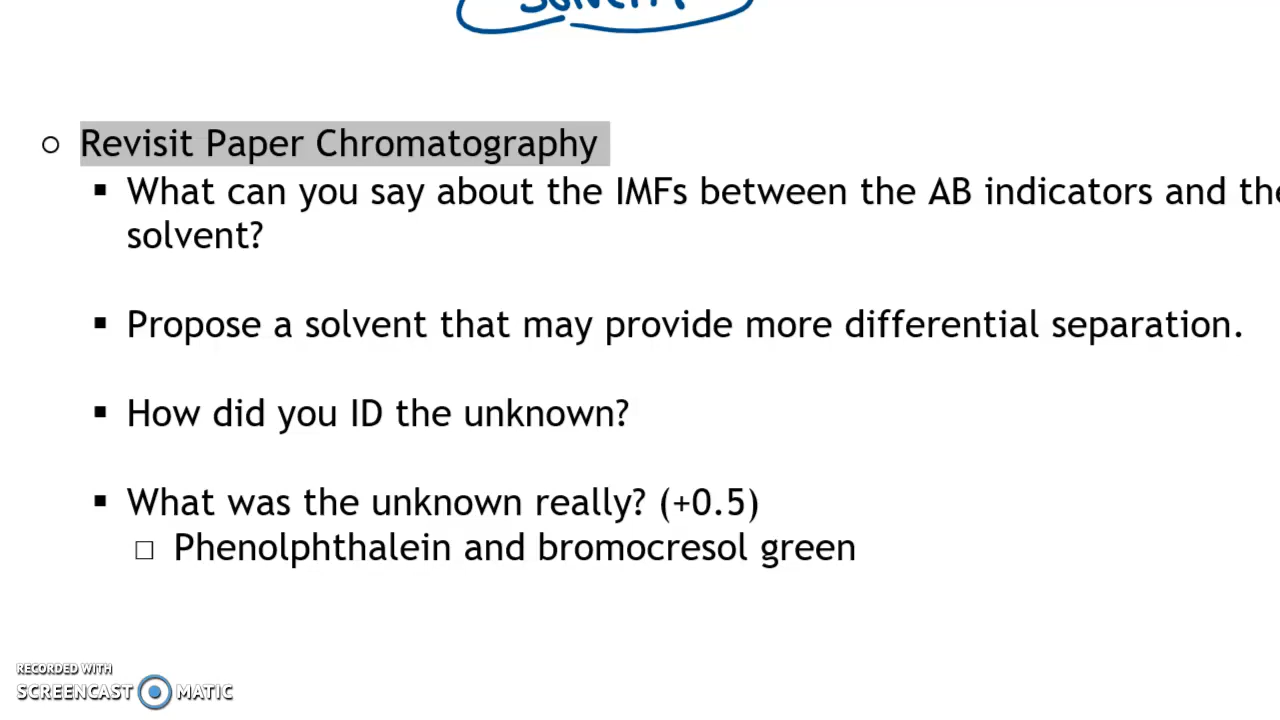 Revisit Paper Chromatography
What can you say about the IMFs between the AB indicators and the
solvent?
Propose a solvent that may provide more differential separation.
How did you ID the unknown?
What was the unknown really? (+0.5)
Phenolphthalein and bromocresol green
RECORDED WITH
SCREENCAST MATIC